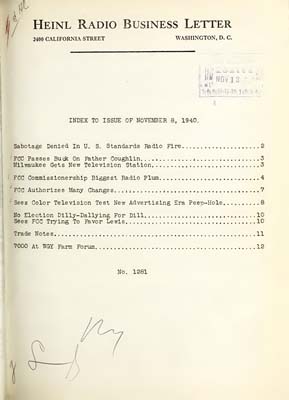 HEINL RADIO BUSINESS LETTER
2400 CALIFORNIA STREET WASHINGTON, D. C.
NOV 12
INDEX TO ISSUE OF NOVEMBER 8, 1940.
Sabotage Denied In U. S. Standards Radio Fire....................2
FCC Passes Buck On Father Coughlin...............................3
Milwaukee Gets New Television Station............................3
FCC Commissionership Biggest Radio Plum..........................4
FCC Authorizes Many Changes......................................7
Sees Color Television Test New Advertising Era Peep-Hole.........8
No Election Dilly-Dallying For Dill.............................10
Sees FCC Trying To Favor Lewis..................................10
Trade Notes.....................................................11
7000 At WGY Farm Forum..........................................12
No. 1281